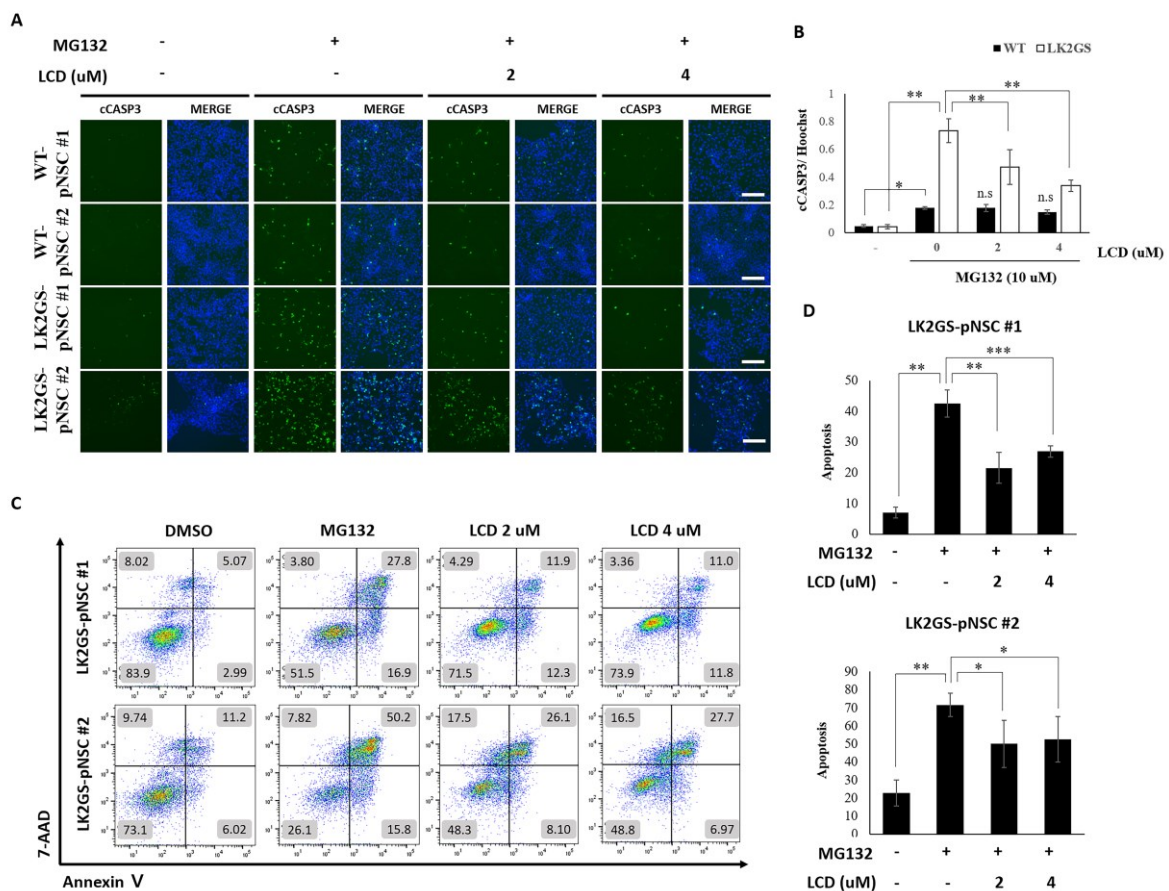 A
MG132 - + + +
LCD (uM) - - 2 4
cCASP3 MERGE cCASP3 MERGE cCASP3 MERGE cCASP3 MERGE
WT-
pNSC #1
WT-
pNSC #2
LK2GS-
pNSC #1
LK2GS-
pNSC #2
B
WT LK2GS
cCASP3/ Hoochst
1
0.8
0.6
0.4
0.2
0
** ** **
*
n.s n.s
- 0 2 4
LCD (uM)
MG132 (10 uM)
C
DMSO MG132 LCD 2 uM LCD 4 uM
LK2GS-pNSC #1
8.02 5.07 3.80 27.8 4.29 11.9 3.36 11.0
83.9 2.99 51.5 16.9 71.5 12.3 73.9 11.8
LK2GS-pNSC #2
9.74 11.2 7.82 50.2 17.5 26.1 16.5 27.7
73.1 6.02 26.1 15.8 48.3 8.10 48.8 6.97
7-AAD
Annexin V
D
LK2GS-pNSC #1
Apoptosis
50
40
30
20
10
0
***
** **
MG132 - + + +
LCD (uM) - - 2 4
LK2GS-pNSC #2
Apoptosis
90
80
70
60
50
40
30
20
10
0
*
** *
MG132 - + + +
LCD (uM) - - 2 4